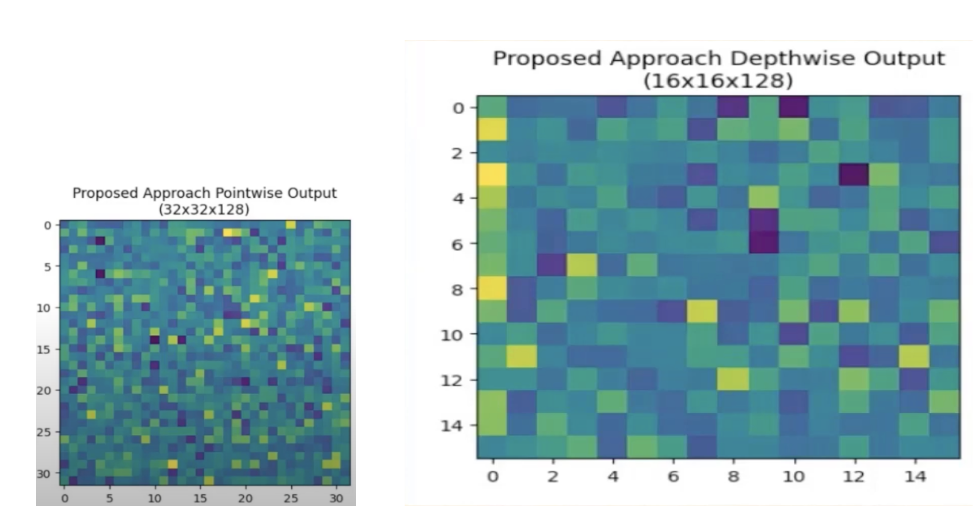 Proposed Approach Pointwise Output
(32x32x128)
0
5
10
15
20
25
30
0 5 10 15 20 25 30
Proposed Approach Depthwise Output
(16x16x128)
0
2
4
6
8
10
12
14
0 2 4 6 8 10 12 14